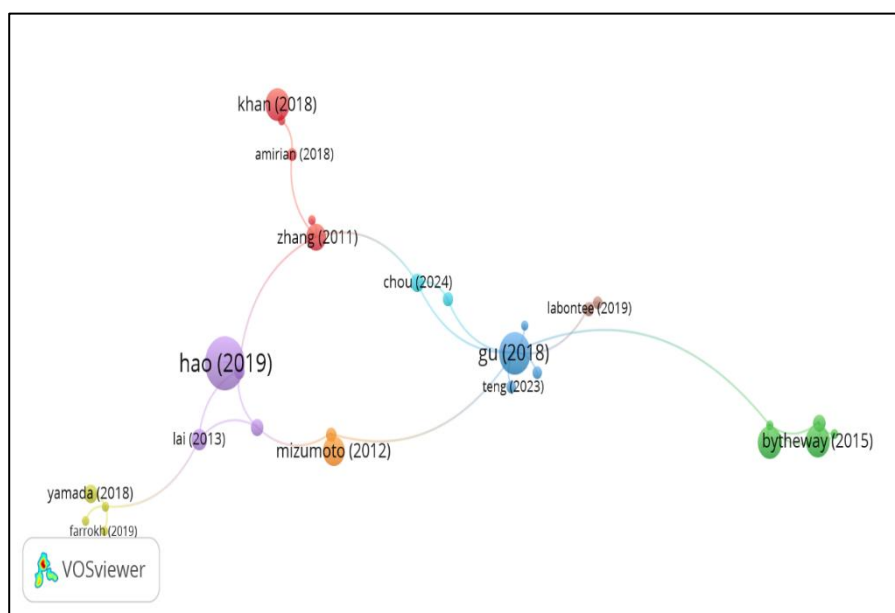 khan (2018)
amirian (2018)
zhang (2011)
chou (2024)
labontee (2019)
gu (2018)
hao (2019)
teng (2023)
lai (2013)
mizumoto (2012)
bytheway (2015)
yamada (2018)
farrokh (2019)
VOSviewer